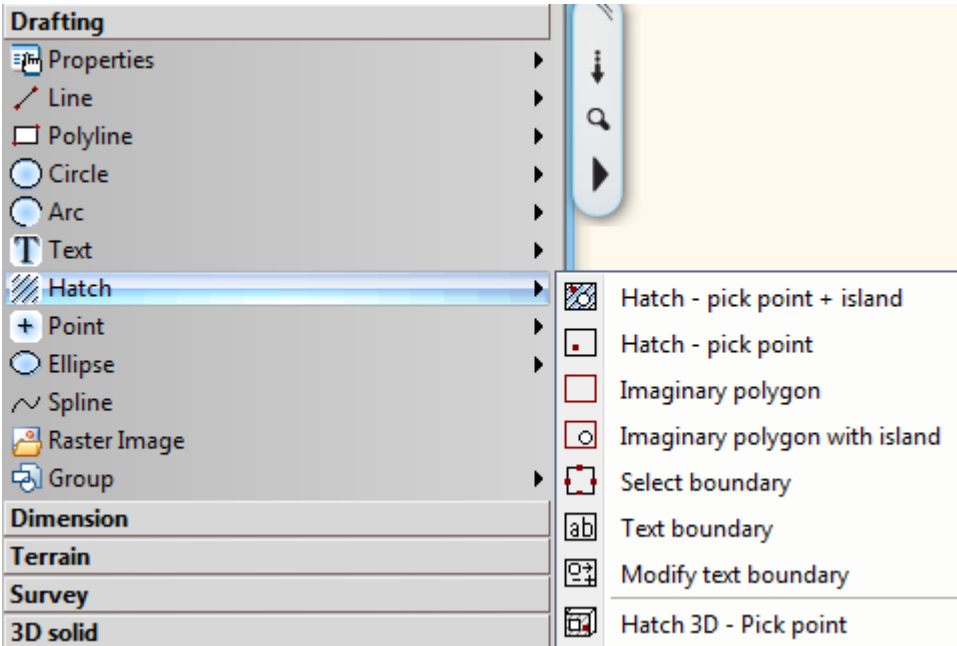 Drafting
Properties
Line
Polyline
Circle
Arc
Text
Hatch
Point
Ellipse
Spline
Raster Image
Group
Dimension
Terrain
Survey
3D solid
Hatch - pick point + island
Hatch - pick point
Imaginary polygon
Imaginary polygon with island
Select boundary
Text boundary
Modify text boundary
Hatch 3D - Pick point